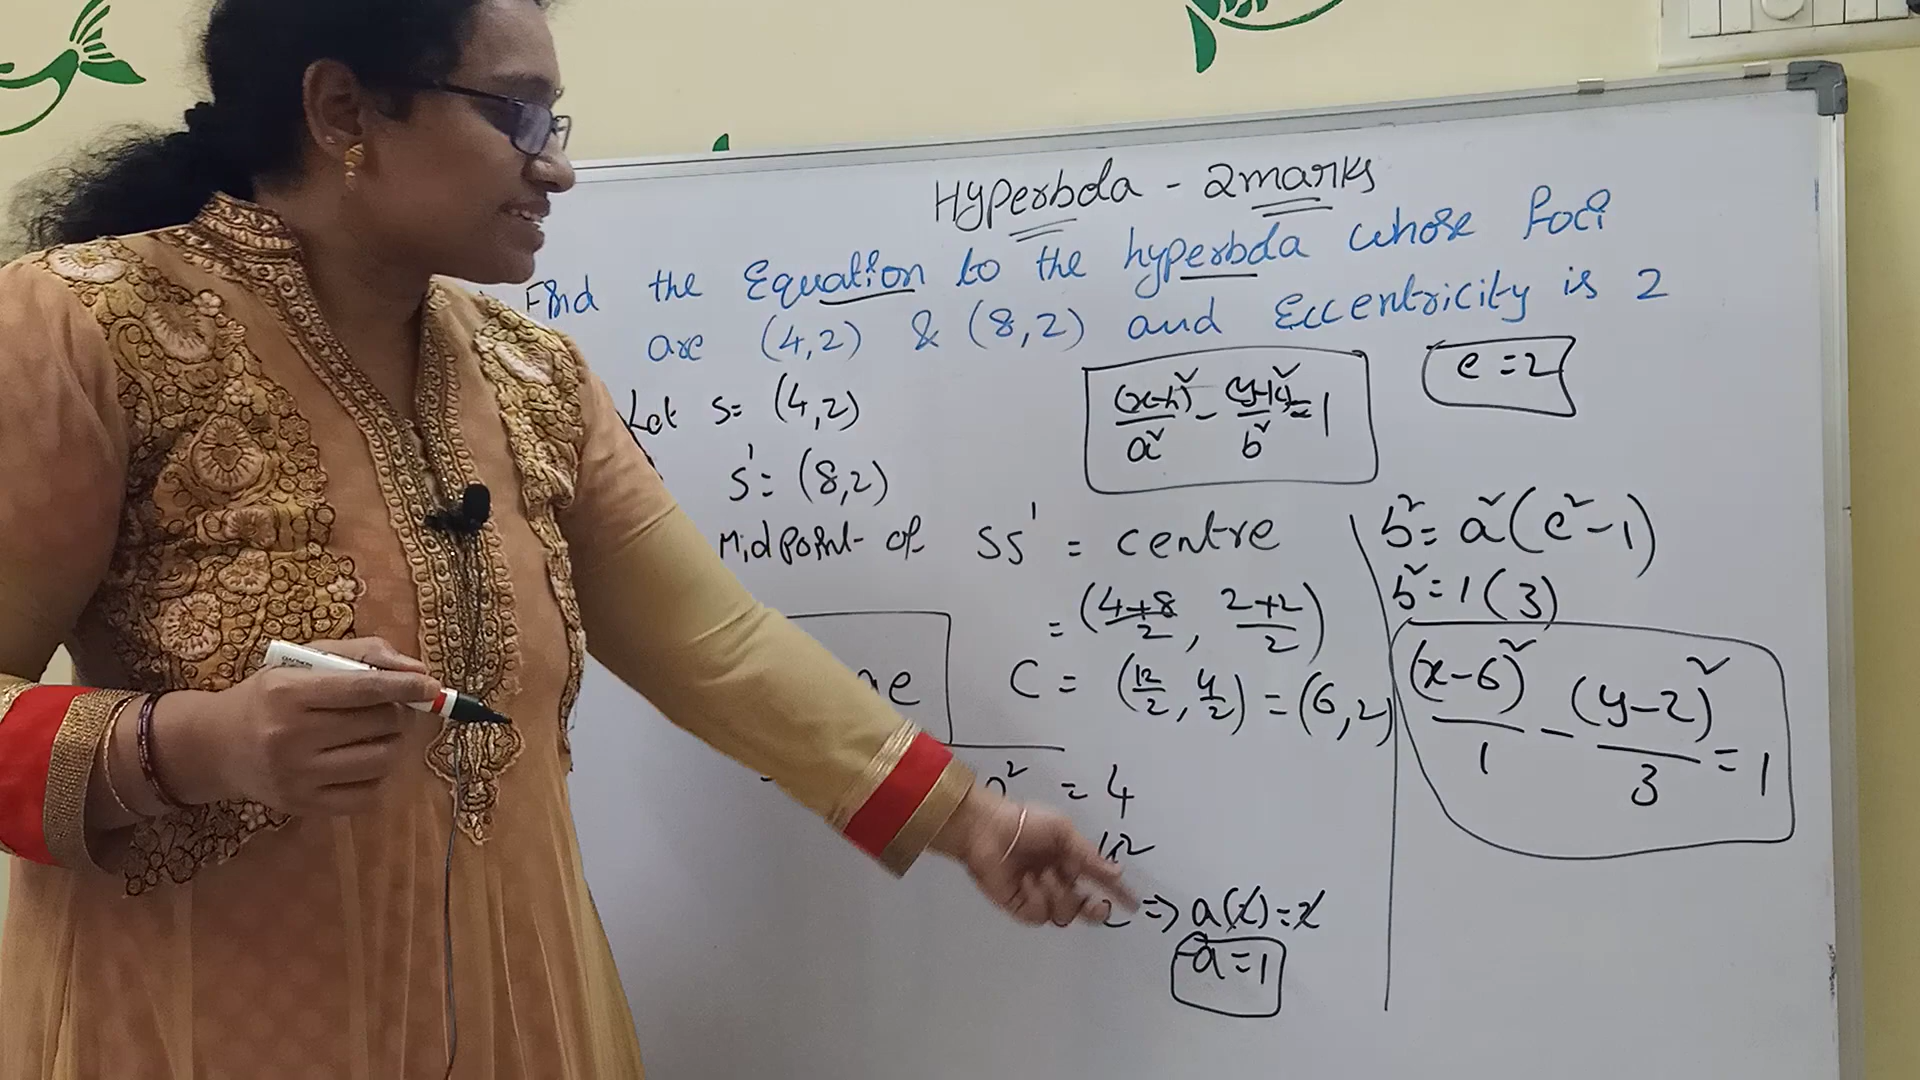 Hyperbola - 2marks
Find the Equation to the hyperbola whose Foci
are (4,2) & (8,2) and Eccentricity is 2
Let S = (4,2)
(x-h)²/a² - (y-k)²/b² = 1
e = 2
S' = (8,2)
Midpoint of SS' = centre
= (4+8/2, 2+2/2)
C = (12/2, 4/2) = (6,2)
² = 4
2 => a(2) = 2
a = 1
b² = a²(e²-1)
b² = 1(3)
(x-6)²/1 - (y-2)²/3 = 1